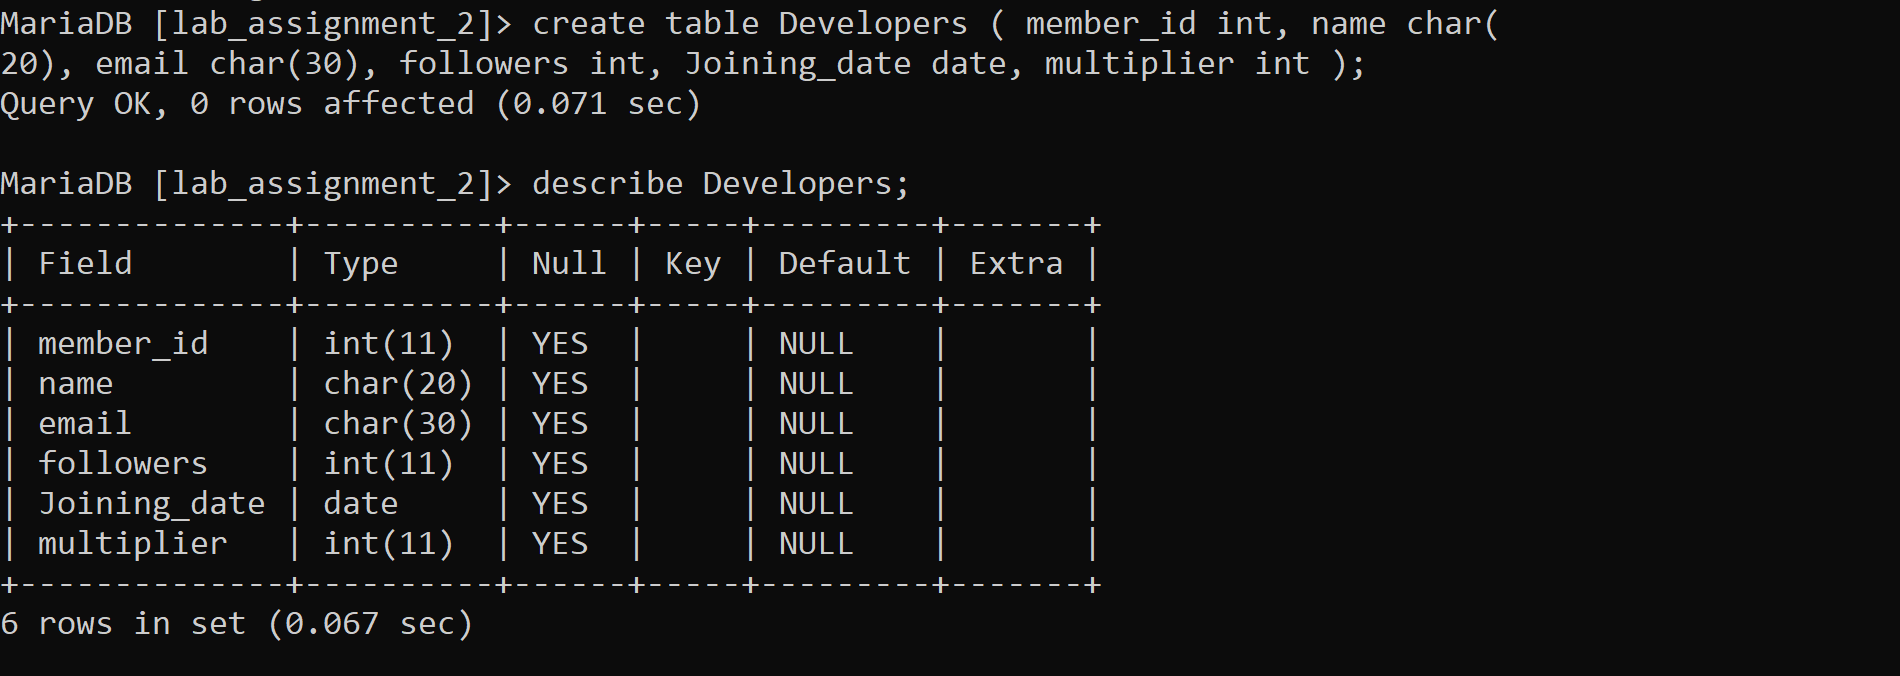 MariaDB [lab_assignment_2]> create table Developers ( member_id int, name char(
20), email char(30), followers int, Joining_date date, multiplier int );
Query OK, 0 rows affected (0.071 sec)
MariaDB [lab_assignment_2]> describe Developers;
+--------------+----------+------+-----+---------+-------+
| Field        | Type     | Null | Key | Default | Extra |
+--------------+----------+------+-----+---------+-------+
| member_id    | int(11)  | YES  |     | NULL    |       |
| name         | char(20) | YES  |     | NULL    |       |
| email        | char(30) | YES  |     | NULL    |       |
| followers    | int(11)  | YES  |     | NULL    |       |
| Joining_date | date     | YES  |     | NULL    |       |
| multiplier   | int(11)  | YES  |     | NULL    |       |
+--------------+----------+------+-----+---------+-------+
6 rows in set (0.067 sec)